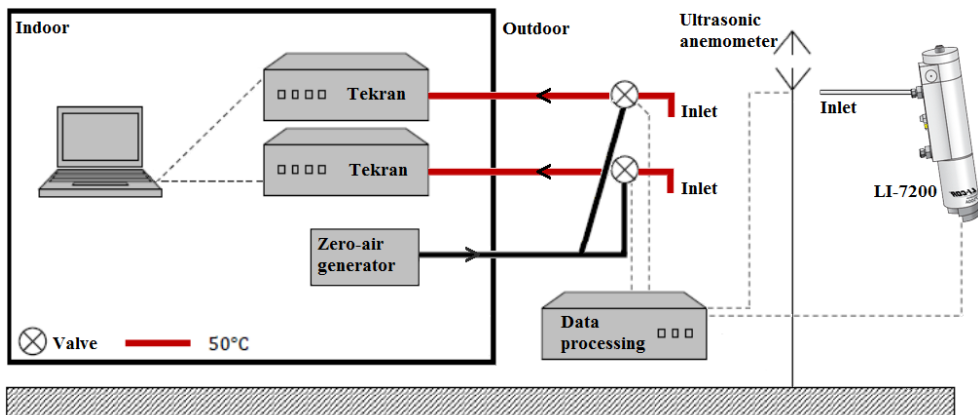 Indoor
Outdoor
Ultrasonic
anemometer
Tekran
Inlet
Inlet
Tekran
Inlet
LI-7200
Zero-air
generator
Data
processing
Valve
50°C